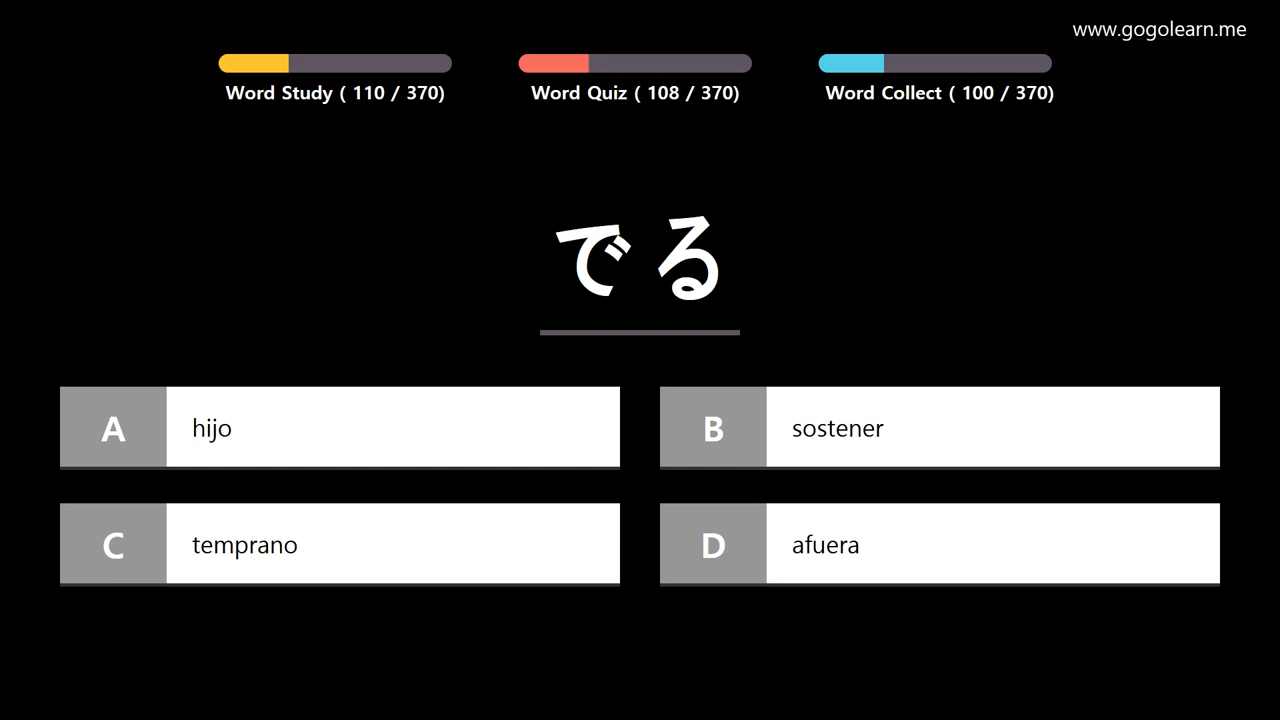 www.gogolearn.me
Word Study ( 110 / 370)
Word Quiz ( 108 / 370)
Word Collect ( 100 / 370)
でる
A hijo
B sostener
C temprano
D afuera